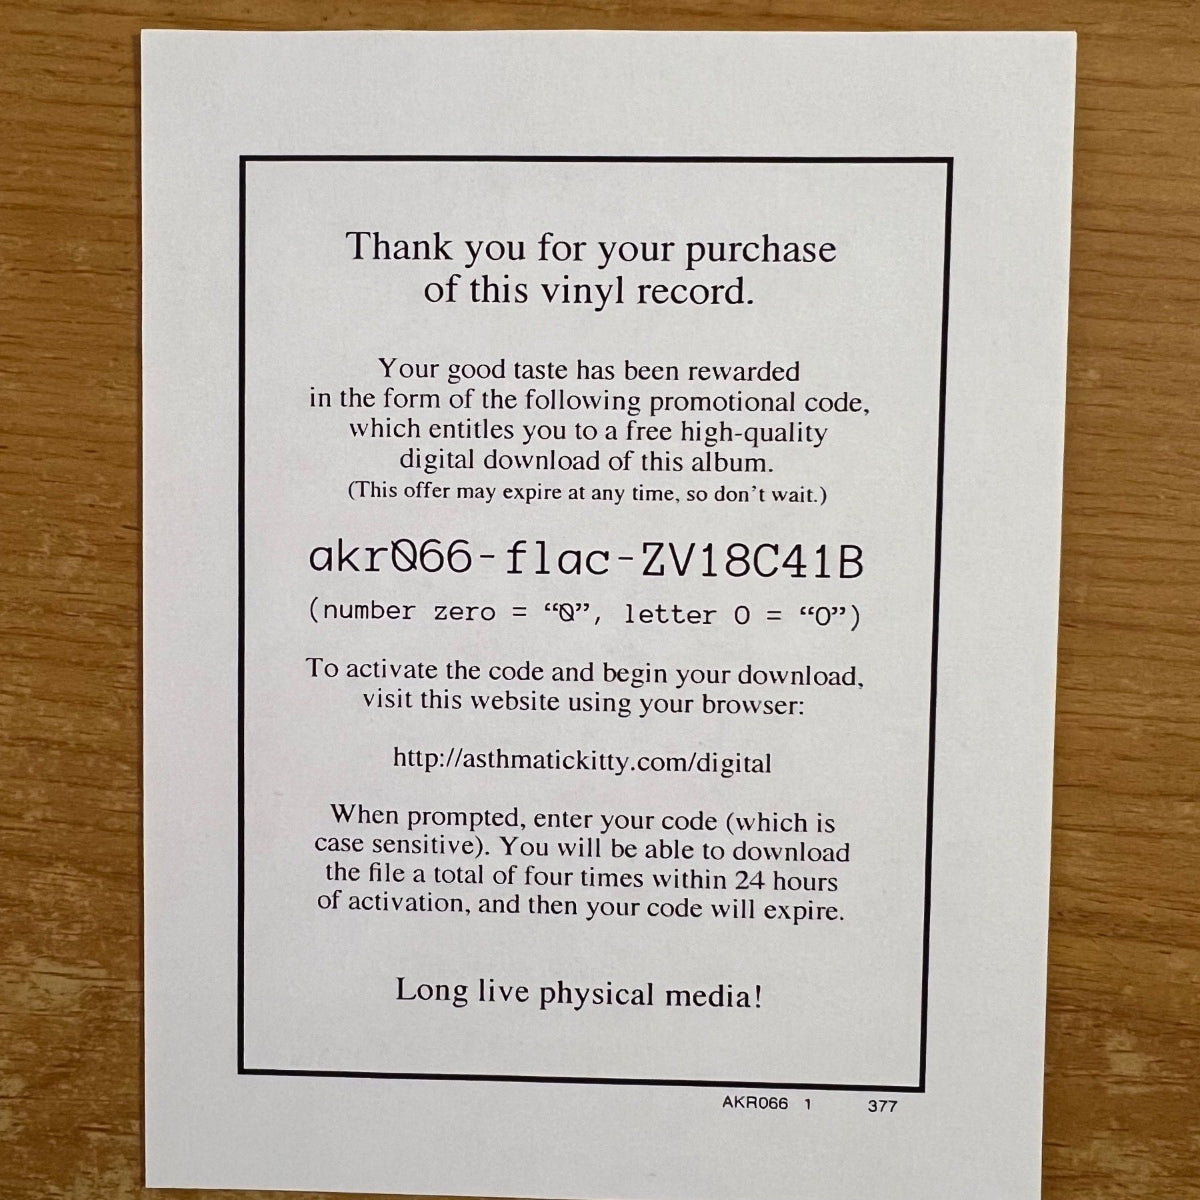 Thank you for your purchase
of this vinyl record.
Your good taste has been rewarded
in the form of the following promotional code,
which entitles you to a free high-quality
digital download of this album.
(This offer may expire at any time, so don't wait.)
akr066-flac-ZV18C41B
(number zero = “0”, letter O = “O”)
To activate the code and begin your download,
visit this website using your browser:
http://asthmatickitty.com/digital
When prompted, enter your code (which is
case sensitive). You will be able to download
the file a total of four times within 24 hours
of activation, and then your code will expire.
Long live physical media!
AKR066 1 377